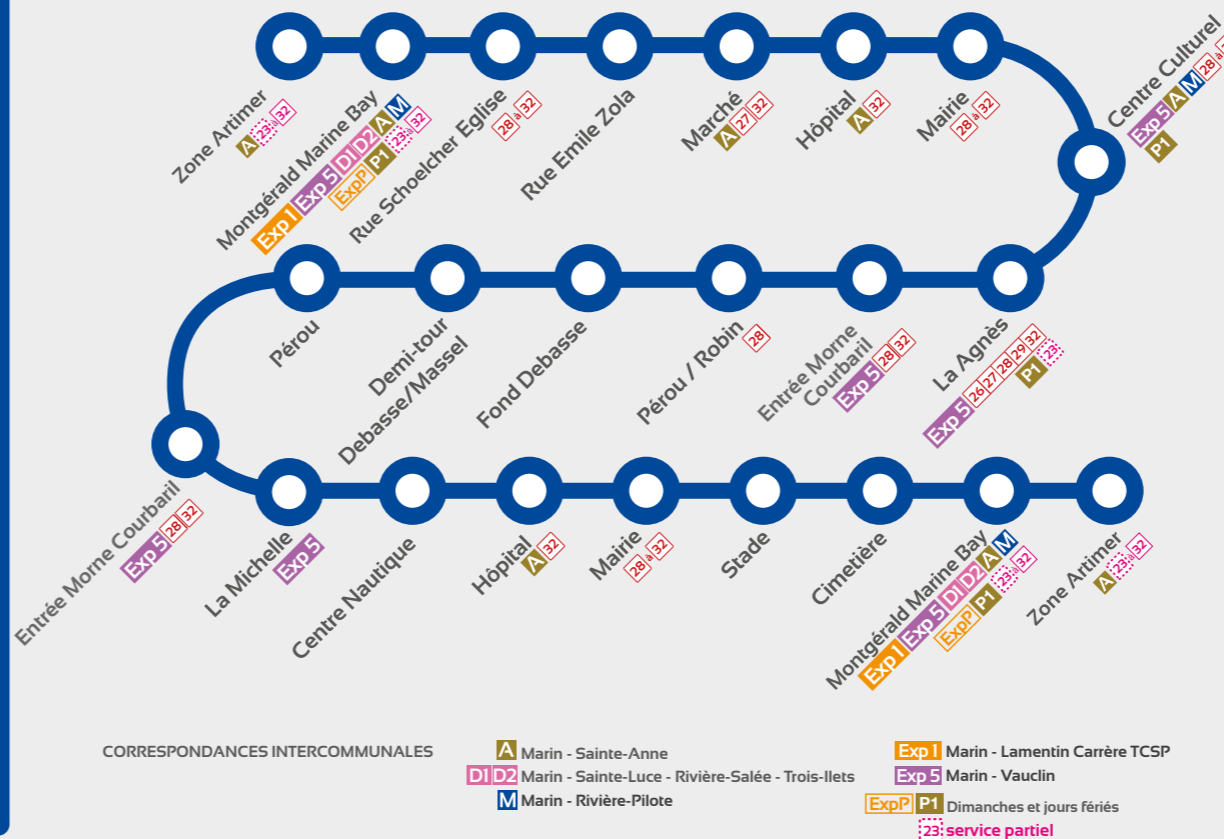 Zone Artimer
A 23 à 32
Montgérald Marine Bay
Exp 1 Exp 5 D1 D2 A M
ExpP P1 23 à 32
Rue Schoelcher Eglise
28 à 32
Rue Emile Zola
Marché
A 27 32
Hôpital
A 32
Mairie
28 à 32
Centre Culturel
Exp 5 A M 28 à
P1
La Agnès
Exp 5 26 27 28 29 32
P1 23
Entrée Morne
Courbaril
Exp 5 28 32
Pérou / Robin
28
Fond Debasse
Demi-tour
Debasse/Massel
Pérou
Entrée Morne Courbaril
Exp 5 28 32
La Michelle
Exp 5
Centre Nautique
Hôpital
A 32
Mairie
28 à 32
Stade
Cimetière
Montgérald Marine Bay
Exp 1 Exp 5 D1 D2 A M
ExpP P1 23 à 32
Zone Artimer
A 23 à 32
CORRESPONDANCES INTERCOMMUNALES
A Marin - Sainte-Anne
D1 D2 Marin - Sainte-Luce - Rivière-Salée - Trois-Ilets
M Marin - Rivière-Pilote
Exp 1 Marin - Lamentin Carrère TCSP
Exp 5 Marin - Vauclin
ExpP P1 Dimanches et jours fériés
23 service partiel